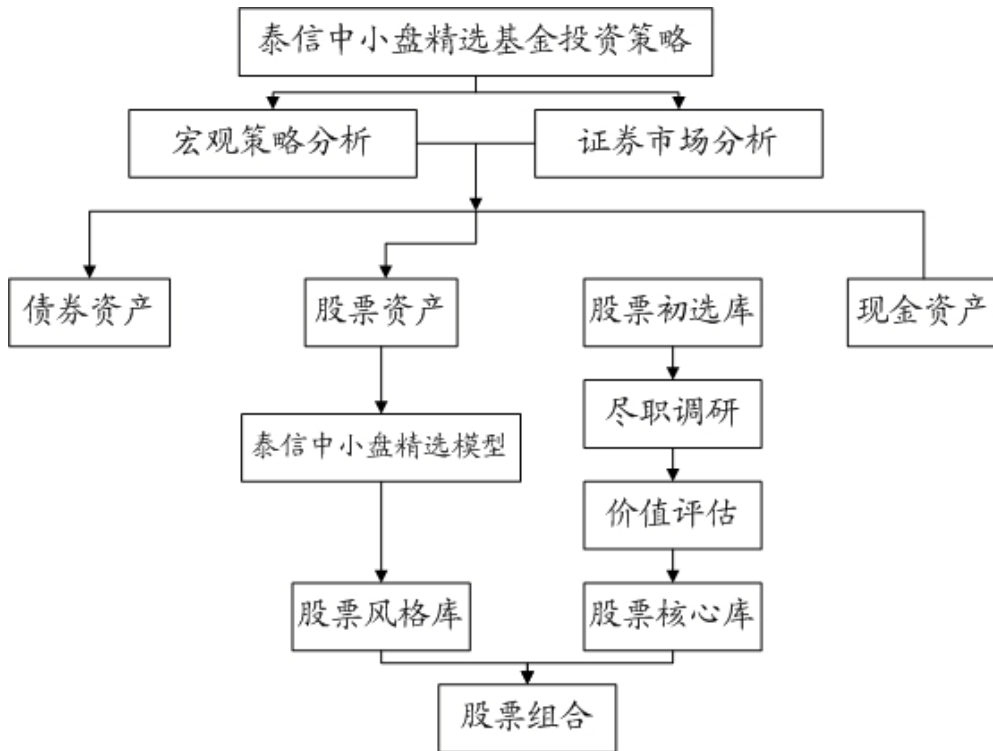 泰信中小盘精选基金投资策略
宏观策略分析
证券市场分析
债券资产
股票资产
股票初选库
现金资产
尽职调研
泰信中小盘精选模型
价值评估
股票风格库
股票核心库
股票组合